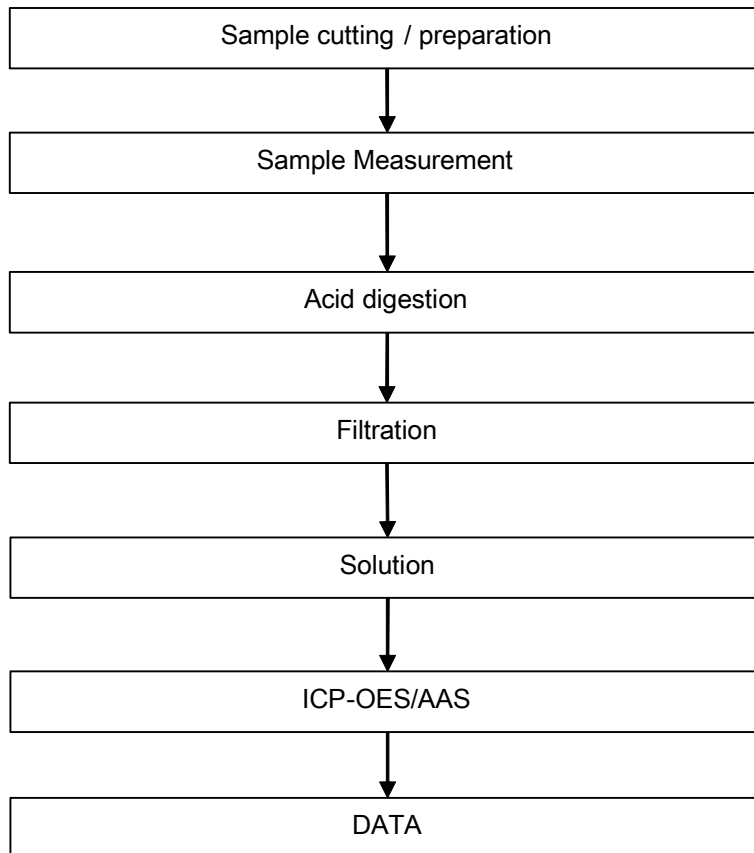 Sample cutting / preparation
Sample Measurement
Acid digestion
Filtration
Solution
ICP-OES/AAS
DATA